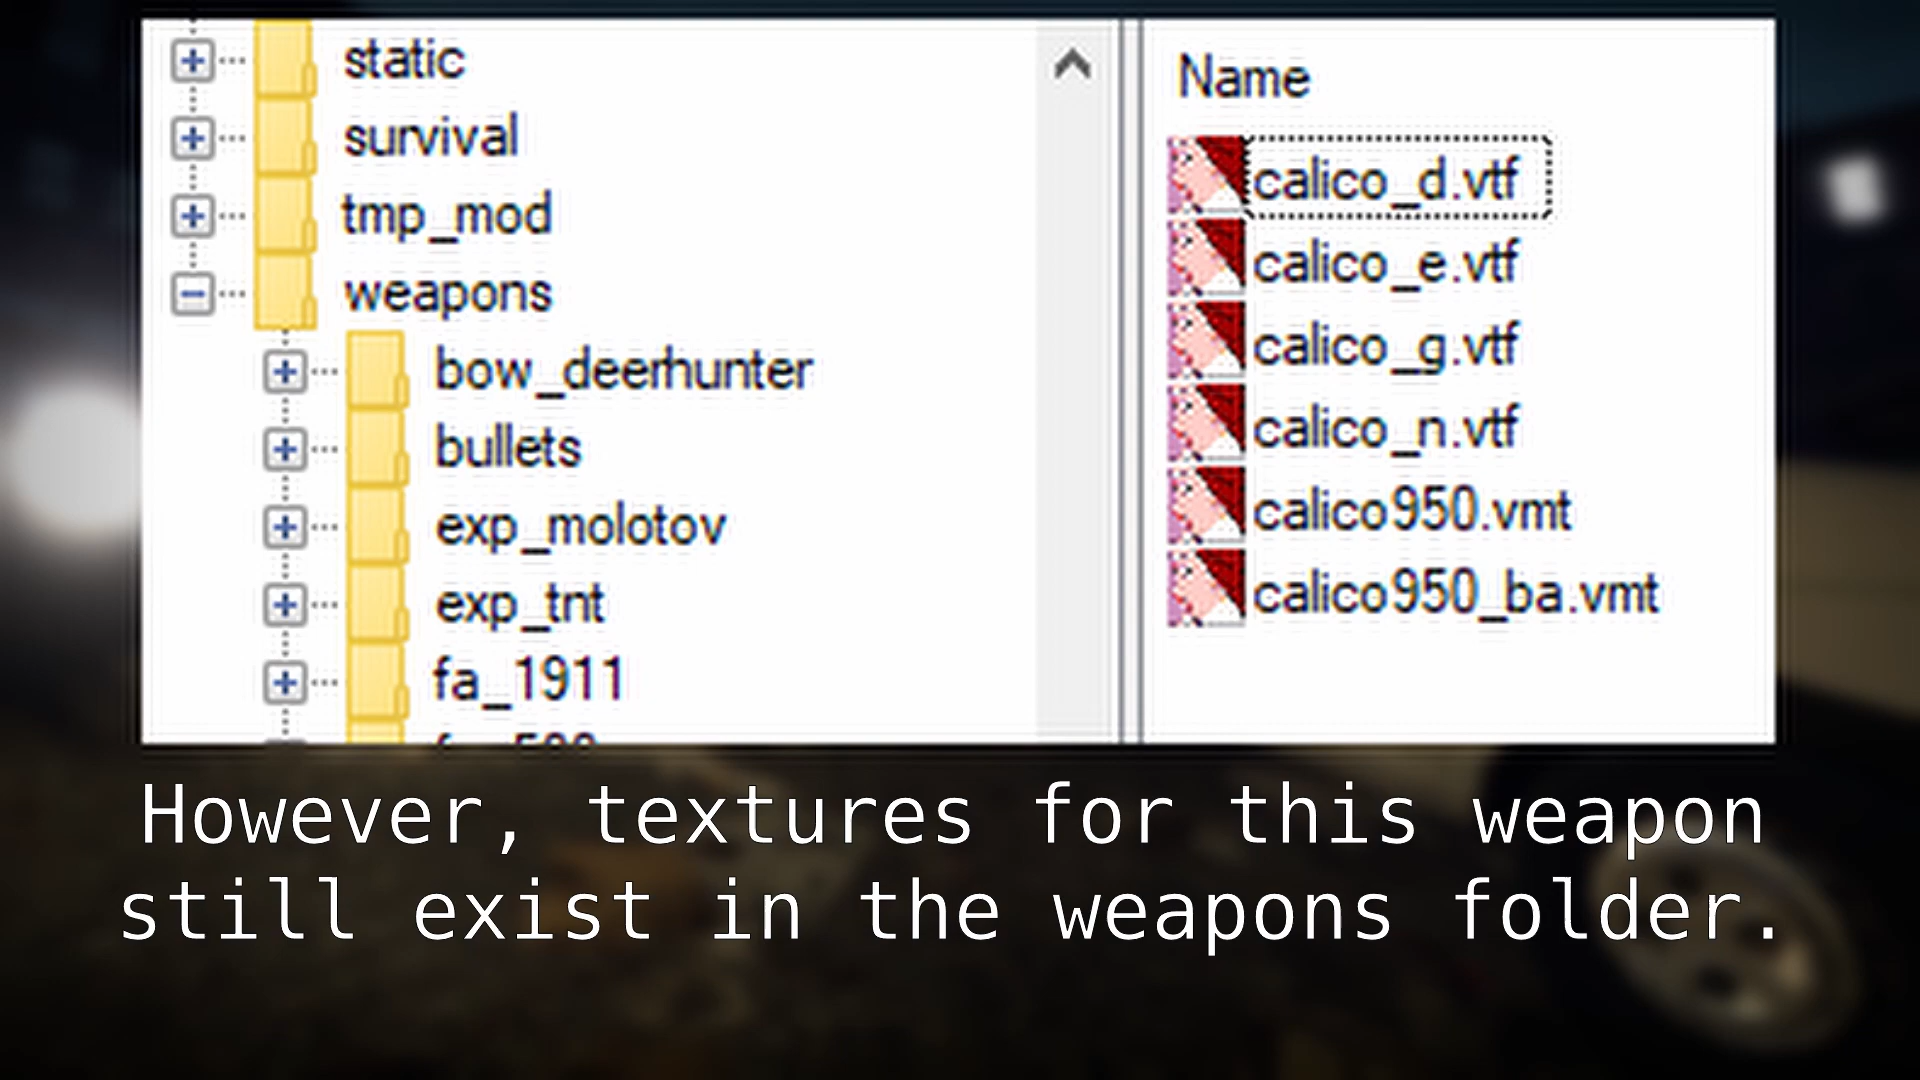 static
survival
tmp_mod
weapons
bow_deerhunter
bullets
exp_molotov
exp_tnt
fa_1911
Name
calico_d.vtf
calico_e.vtf
calico_g.vtf
calico_n.vtf
calico950.vmt
calico950_ba.vmt
However, textures for this weapon
still exist in the weapons folder.